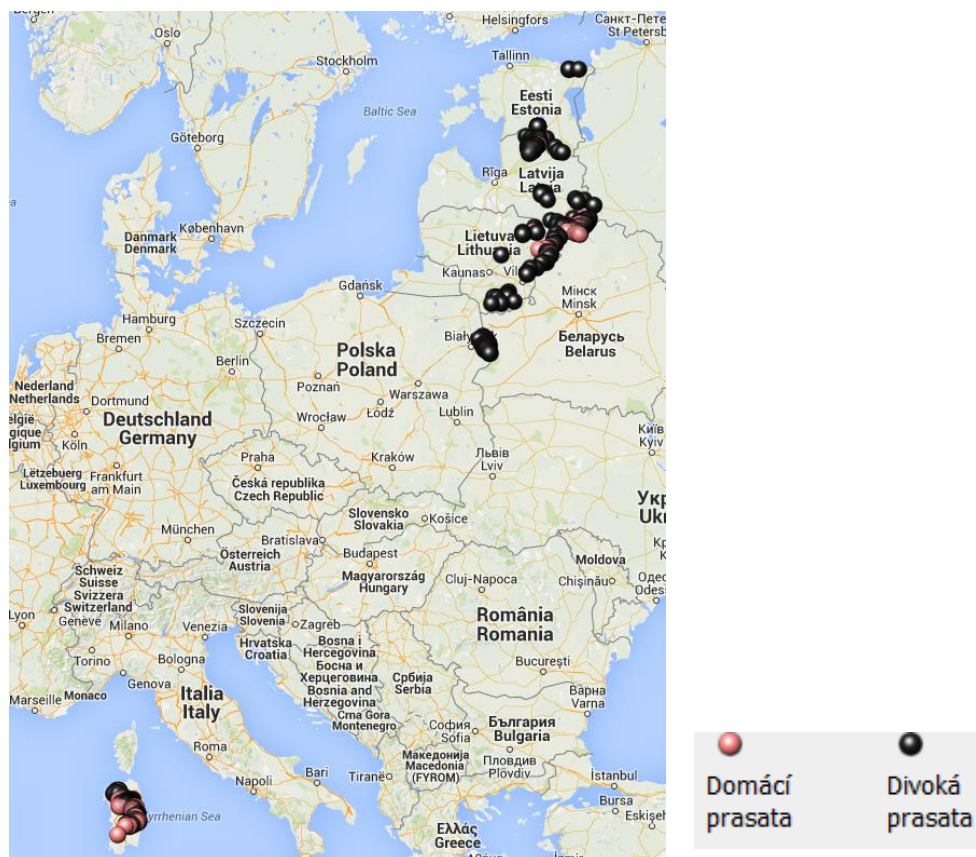 Bergen
Oslo
Stockholm
Helsingfors
Санкт-Пете
St Petersb
Tallinn
Eesti
Estonia
Baltic Sea
Göteborg
Rīga
Latvija
Danmark
Denmark
København
Lietuva
Lithuania
Kaunas
Мінск
Minsk
Gdańsk
Hamburg
Bremen
Szczecin
Беларусь
Belarus
Berlin
Polska
Poland
Poznań
Warszawa
Nederland
Netherlands
Dortmund
Deutschland
Germany
Wrocław
Łódź
Lublin
Köln
Київ
Kyiv
Praha
Kraków
Львів
Lviv
Lëtzebuerg
Luxembourg
Frankfurt
am Main
Česká republika
Czech Republic
Укр
Ukr
Slovensko
Slovakia
Košice
München
Bratislava
Österreich
Austria
Budapest
Magyarország
Hungary
Cluj-Napoca
Moldova
Chișinău
Одес
Odess
Schweiz
Suisse
Svizzera
Switzerland
Lyon
Genève
Milano
Venezia
Slovenija
Slovenia
Zagreb
România
Romania
Hrvatska
Croatia
Bosna i
Hercegovina
Босна и
Херцеговина
Bosnia and
Herzegovina
Torino
Bologna
Genova
Србија
Serbia
București
Marseille
Monaco
Italia
Italy
Crna Gora
Montenegro
София
Sofia
България
Bulgaria
Варна
Varna
Roma
Македонија
Macedonia
(FYROM)
Пловдив
Plovdiv
Napoli
Bari
Tiranë
İstanbul
Bursa
Eskişeh
Tyrrhenian Sea
Ελλάς
Greece
Domácí
prasata
Divoká
prasata